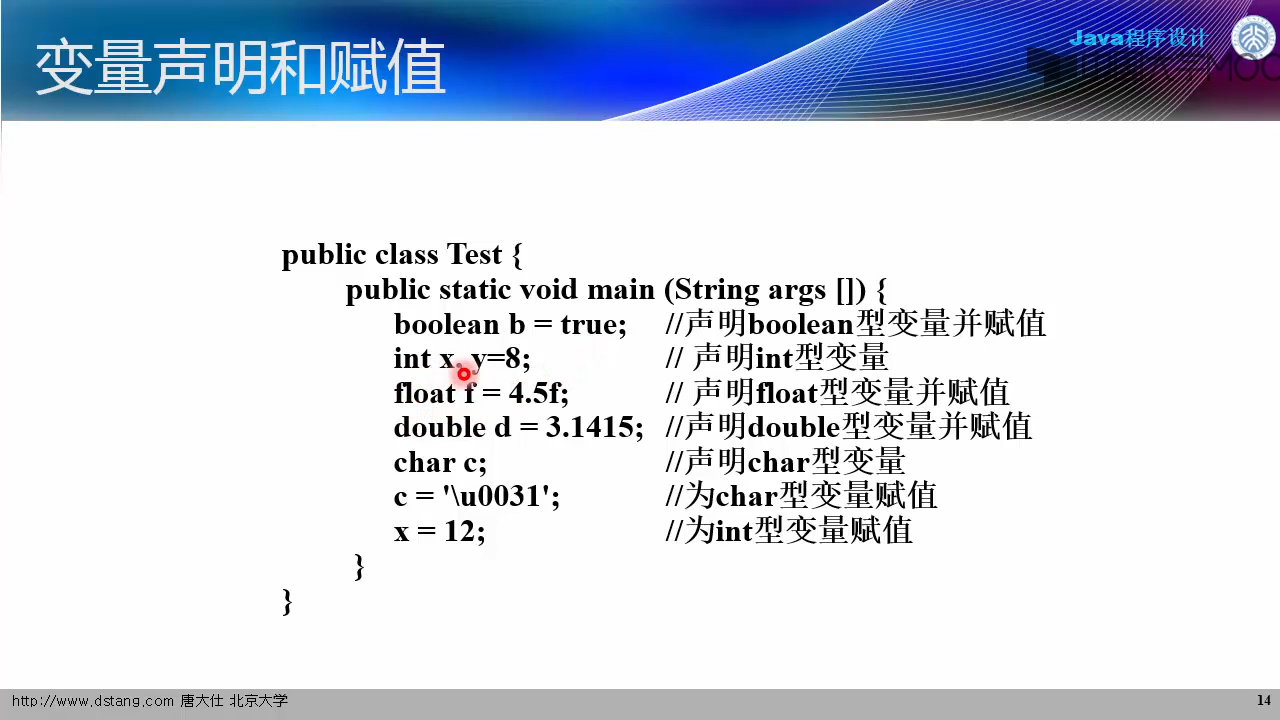 变量声明和赋值
Java程序设计
public class Test {
public static void main (String args []) {
boolean b = true; //声明boolean型变量并赋值
int x, y=8; // 声明int型变量
float f = 4.5f; // 声明float型变量并赋值
double d = 3.1415; //声明double型变量并赋值
char c; //声明char型变量
c = '\u0031'; //为char型变量赋值
x = 12; //为int型变量赋值
}
}
http://www.dstang.com 唐大仕 北京大学
14